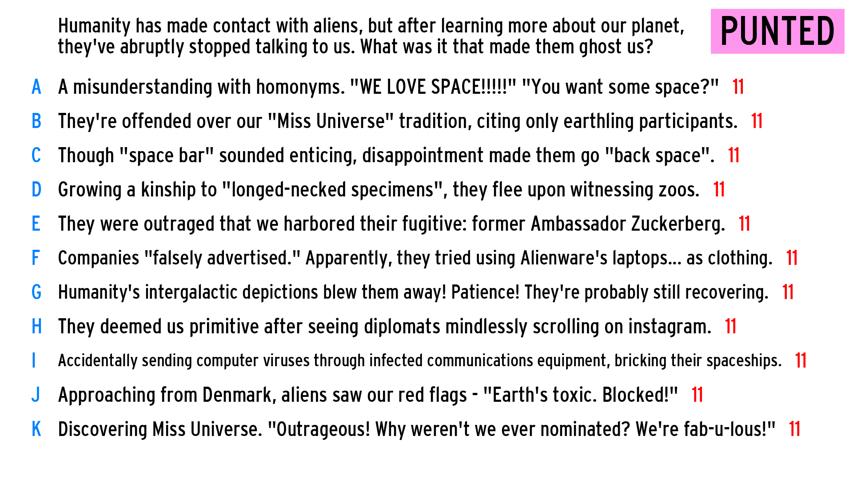 Humanity has made contact with aliens, but after learning more about our planet,
they've abruptly stopped talking to us. What was it that made them ghost us?
PUNTED
A A misunderstanding with homonyms. "WE LOVE SPACE!!!!!" "You want some space?" 11
B They're offended over our "Miss Universe" tradition, citing only earthling participants. 11
C Though "space bar" sounded enticing, disappointment made them go "back space". 11
D Growing a kinship to "longed-necked specimens", they flee upon witnessing zoos. 11
E They were outraged that we harbored their fugitive: former Ambassador Zuckerberg. 11
F Companies "falsely advertised." Apparently, they tried using Alienware's laptops... as clothing. 11
G Humanity's intergalactic depictions blew them away! Patience! They're probably still recovering. 11
H They deemed us primitive after seeing diplomats mindlessly scrolling on instagram. 11
I Accidentally sending computer viruses through infected communications equipment, bricking their spaceships. 11
J Approaching from Denmark, aliens saw our red flags - "Earth's toxic. Blocked!" 11
K Discovering Miss Universe. "Outrageous! Why weren't we ever nominated? We're fab-u-lous!" 11